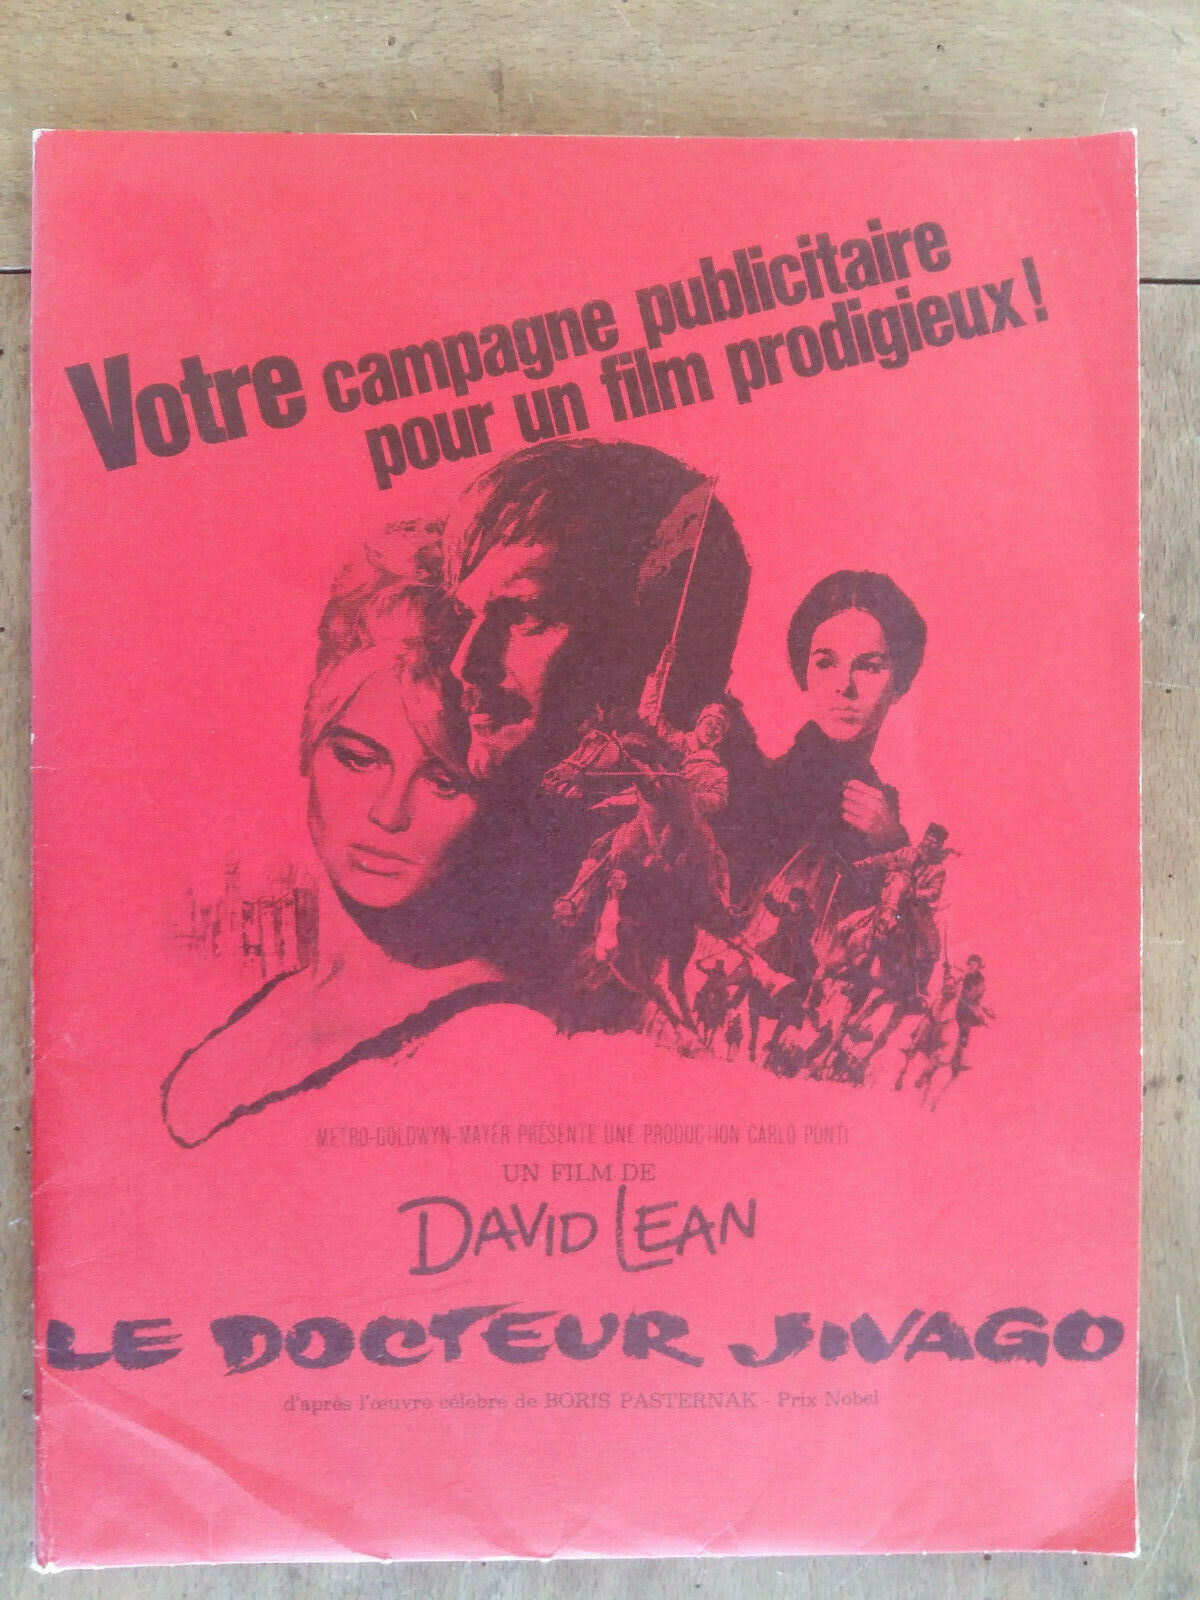 Votre campagne publicitaire
pour un film prodigieux!
METRO-GOLDWYN-MAYER PRÉSENTE UNE PRODUCTION CARLO PONTI
UN FILM DE
DAVID LEAN
LE DOCTEUR JIVAGO
d'après l'œuvre célèbre de BORIS PASTERNAK - Prix Nobel